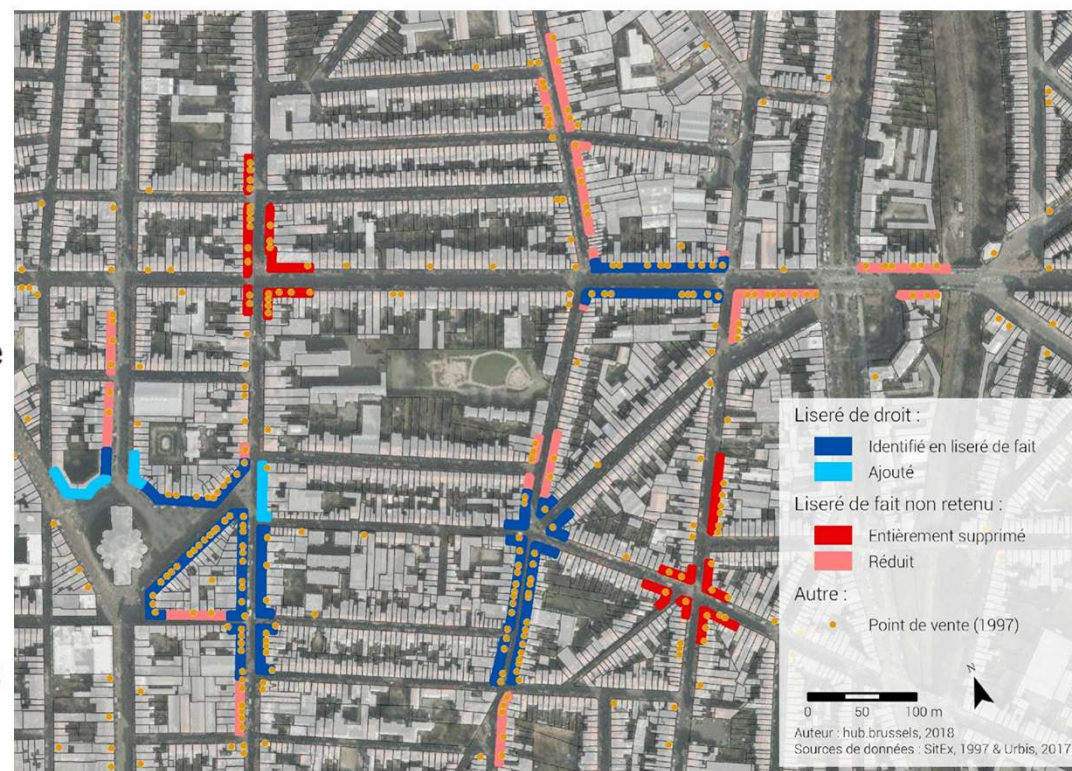 Liseré de droit :
Identifié en liseré de fait
Ajouté
Liseré de fait non retenu :
Entièrement supprimé
Réduit
Autre :
Point de vente (1997)
N
0 50 100 m
Auteur : hub.brussels, 2018
Sources de données : SitEx, 1997 & Urbis, 2017